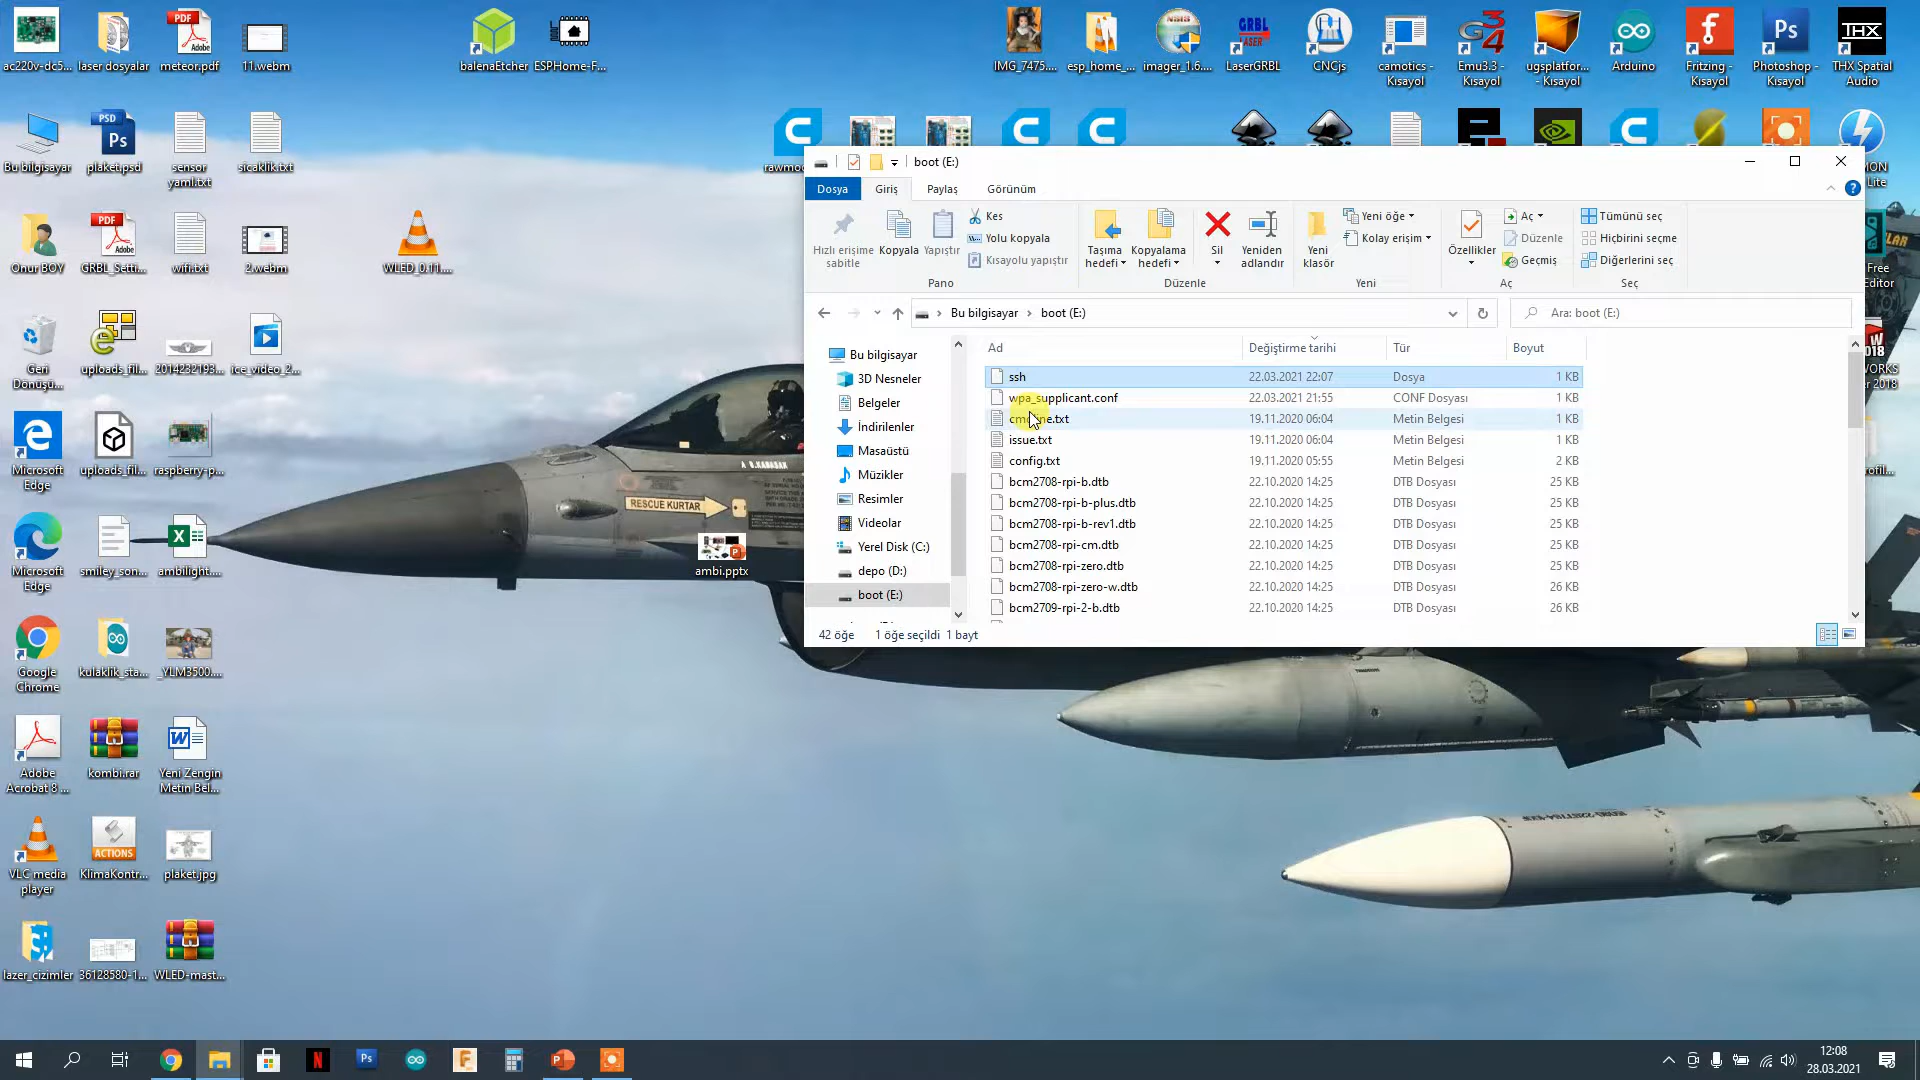 ac220v-dc5...
laser dosyalar
meteor.pdf
11.webm
balenaEtcher
ESPHome-F...
IMG_7475....
esp_home_...
imager_1.6....
LaserGRBL
CNCjs
camotics - Kısayol
Emu3.3 - Kısayol
ugsplatfor... - Kısayol
Arduino
Fritzing - Kısayol
Photoshop - Kısayol
THX Spatial Audio
Bu bilgisayar
plaket.psd
sensor yaml.txt
sicaklik.txt
Onur BOY
GRBL_Setti...
wifi.txt
2.webm
WLED_0.11....
Geri Dönüşü...
uploads_fil...
2014232193...
ice_video_2...
Microsoft Edge
uploads_fil...
raspberry-p...
Microsoft Edge
smiley_son...
ambilight....
Google Chrome
kulaklik_sta...
_YLM3500....
Adobe Acrobat 8 ...
kombi.rar
Yeni Zengin Metin Bel...
VLC media player
ACTIONS
KlimaKontr...
plaket.jpg
lazer_cizimler
36128580-1...
WLED-mast...
RESCUE KURTAR
ambi.pptx
boot (E:)
Dosya
Giriş
Paylaş
Görünüm
Hızlı erişime sabitle
Kopyala
Yapıştır
Kes
Yolu kopyala
Kısayolu yapıştır
Pano
Taşıma hedefi
Kopyalama hedefi
Sil
Yeniden adlandır
Düzenle
Yeni klasör
Yeni öğe
Kolay erişim
Yeni
Özellikler
Aç
Düzenle
Geçmiş
Aç
Tümünü seç
Hiçbirini seçme
Diğerlerini seç
Seç
Bu bilgisayar
boot (E:)
Ara: boot (E:)
Bu bilgisayar
3D Nesneler
Belgeler
İndirilenler
Masaüstü
Müzikler
Resimler
Videolar
Yerel Disk (C:)
depo (D:)
boot (E:)
Ad Değiştirme tarihi Tür Boyut
ssh 22.03.2021 22:07 Dosya 1 KB
wpa_supplicant.conf 22.03.2021 21:55 CONF Dosyası 1 KB
cmdline.txt 19.11.2020 06:04 Metin Belgesi 1 KB
issue.txt 19.11.2020 06:04 Metin Belgesi 1 KB
config.txt 19.11.2020 05:55 Metin Belgesi 2 KB
bcm2708-rpi-b.dtb 22.10.2020 14:25 DTB Dosyası 25 KB
bcm2708-rpi-b-plus.dtb 22.10.2020 14:25 DTB Dosyası 25 KB
bcm2708-rpi-b-rev1.dtb 22.10.2020 14:25 DTB Dosyası 25 KB
bcm2708-rpi-cm.dtb 22.10.2020 14:25 DTB Dosyası 25 KB
bcm2708-rpi-zero.dtb 22.10.2020 14:25 DTB Dosyası 25 KB
bcm2708-rpi-zero-w.dtb 22.10.2020 14:25 DTB Dosyası 26 KB
bcm2709-rpi-2-b.dtb 22.10.2020 14:25 DTB Dosyası 26 KB
42 öğe 1 öğe seçildi 1 bayt
12:08
28.03.2021